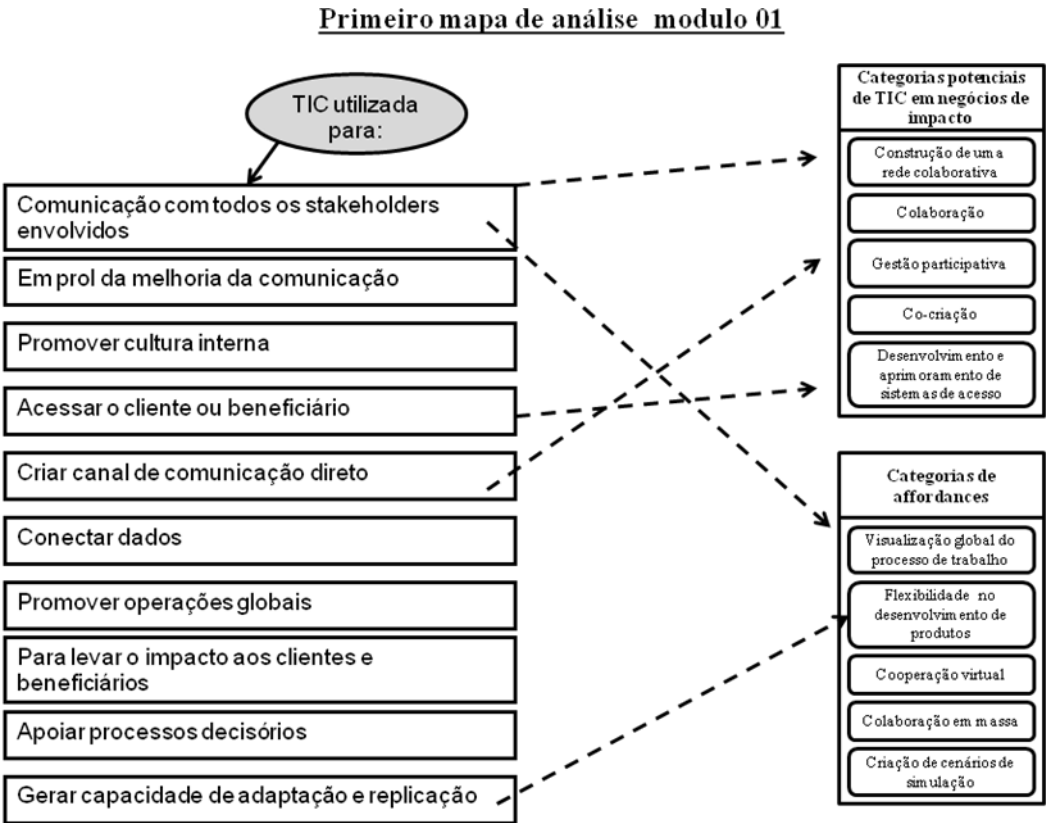 Primeiro mapa de análise modulo 01
TIC utilizada
para:
Comunicação com todos os stakeholders
envolvidos
Em prol da melhoria da comunicação
Promover cultura interna
Acessar o cliente ou beneficiário
Criar canal de comunicação direto
Conectar dados
Promover operações globais
Para levar o impacto aos clientes e
beneficiários
Apoiar processos decisórios
Gerar capacidade de adaptação e replicação
Categorias potenciais
de TIC em negócios de
impacto
Construção de uma
rede colaborativa
Colaboração
Gestão participativa
Co-criação
Desenvolvimento e
aprimoramento de
sistemas de acesso
Categorias de
affordances
Visualização global do
processo de trabalho
Flexibilidade no
desenvolvimento de
produtos
Cooperação virtual
Colaboração em massa
Criação de cenários de
simulação